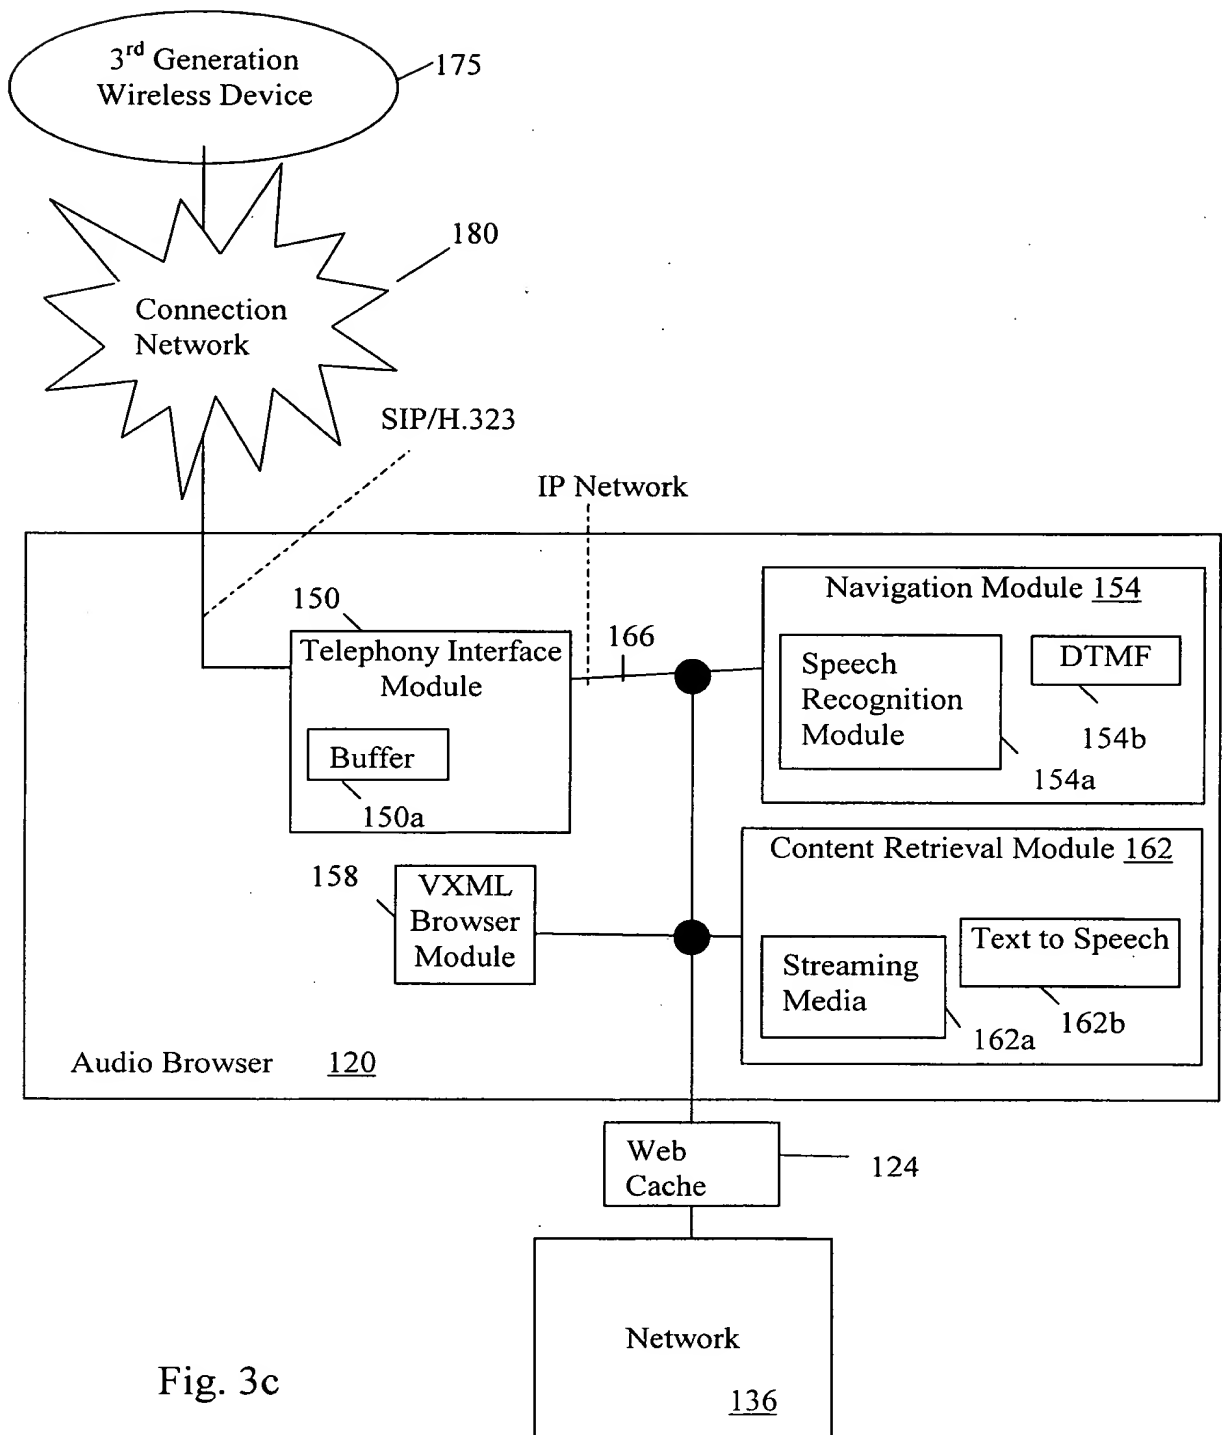 3rd Generation
Wireless Device
175
180
Connection
Network
SIP/H.323
IP Network
150
Telephony Interface
Module
Buffer
150a
166
Navigation Module 154
Speech
Recognition
Module
DTMF
154b
154a
158
VXML
Browser
Module
Content Retrieval Module 162
Streaming
Media
Text to Speech
162b
162a
Audio Browser 120
Web
Cache
124
Network
136
Fig. 3c